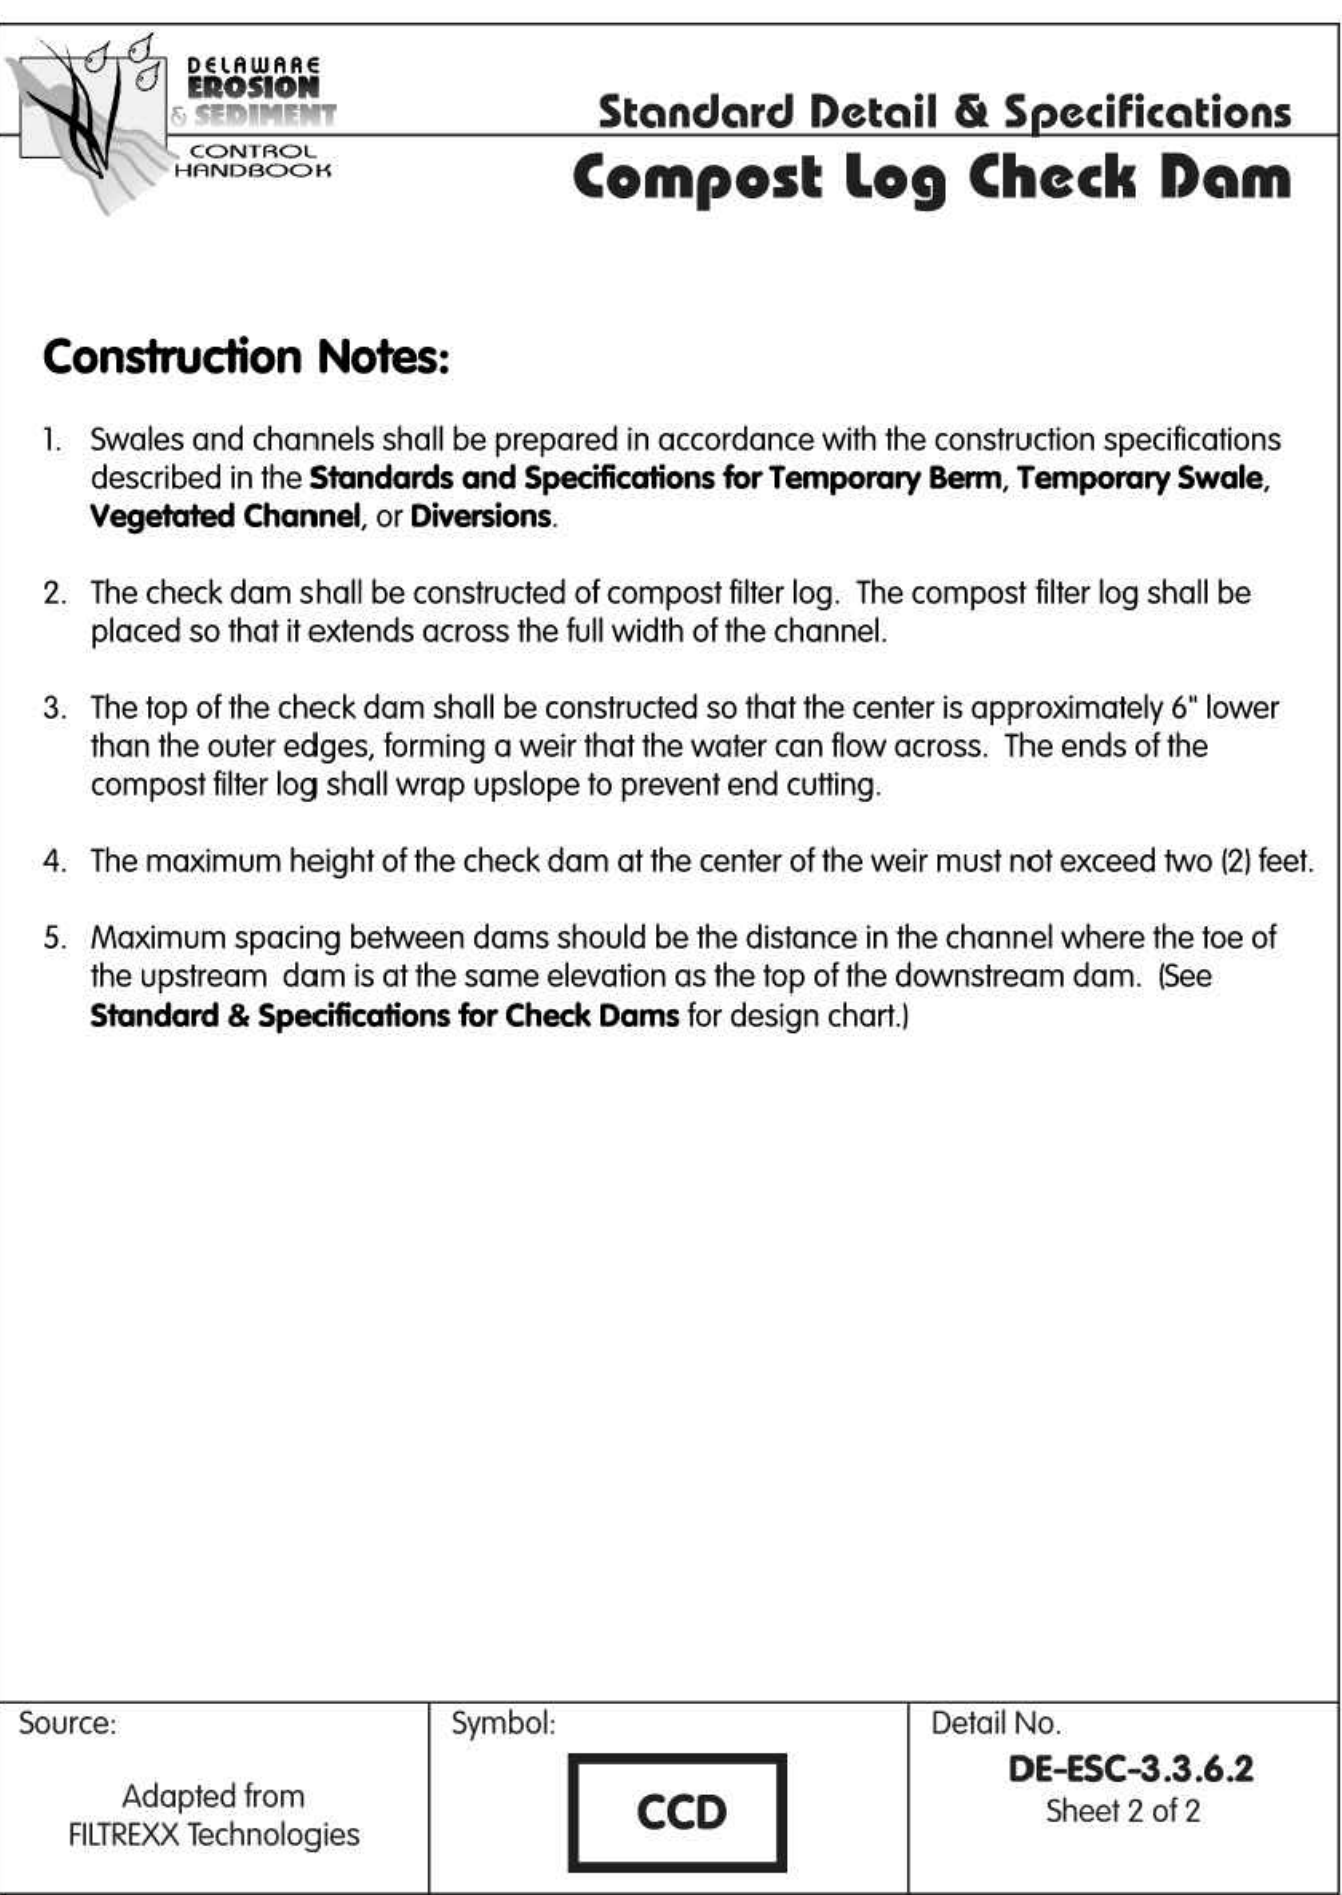 DELAWARE
EROSION
& SEDIMENT
CONTROL
HANDBOOK
Standard Detail & Specifications
Compost Log Check Dam
Construction Notes:
1. Swales and channels shall be prepared in accordance with the construction specifications
described in the Standards and Specifications for Temporary Berm, Temporary Swale,
Vegetated Channel, or Diversions.
2. The check dam shall be constructed of compost filter log. The compost filter log shall be
placed so that it extends across the full width of the channel.
3. The top of the check dam shall be constructed so that the center is approximately 6" lower
than the outer edges, forming a weir that the water can flow across. The ends of the
compost filter log shall wrap upslope to prevent end cutting.
4. The maximum height of the check dam at the center of the weir must not exceed two (2) feet.
5. Maximum spacing between dams should be the distance in the channel where the toe of
the upstream dam is at the same elevation as the top of the downstream dam. (See
Standard & Specifications for Check Dams for design chart.)
Source:
Adapted from
FILTREXX Technologies
Symbol:
CCD
Detail No.
DE-ESC-3.3.6.2
Sheet 2 of 2